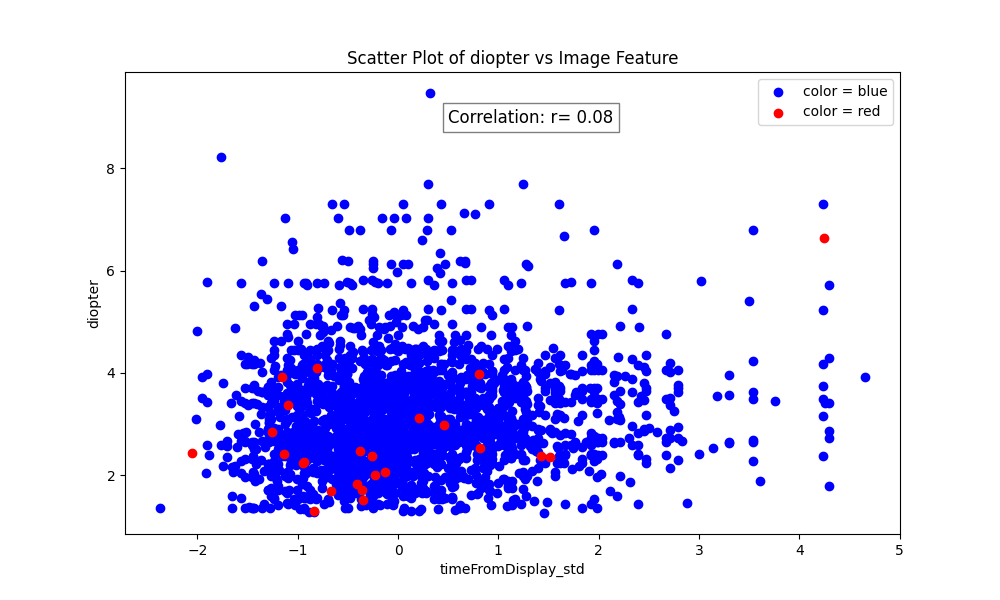 Scatter Plot of diopter vs Image Feature
Correlation: r= 0.08
color = blue
color = red
diopter
8
6
4
2
−2
−1
0
1
2
3
4
5
timeFromDisplay_std